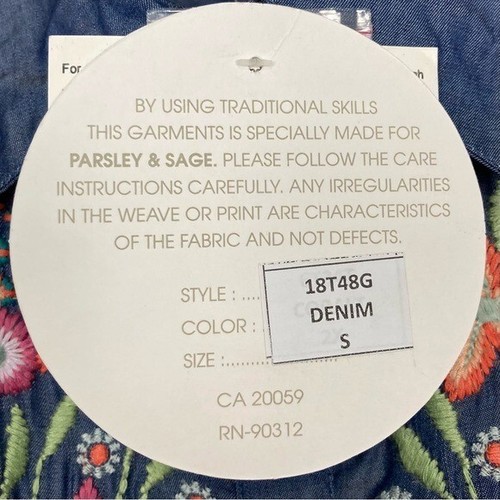 For
gh
BY USING TRADITIONAL SKILLS
THIS GARMENTS IS SPECIALLY MADE FOR
PARSLEY & SAGE. PLEASE FOLLOW THE CARE
INSTRUCTIONS CAREFULLY. ANY IRREGULARITIES
IN THE WEAVE OR PRINT ARE CHARACTERISTICS
OF THE FABRIC AND NOT DEFECTS.
STYLE : .... 18T48G
COLOR : . DENIM
SIZE :............ S
CA 20059
RN-90312